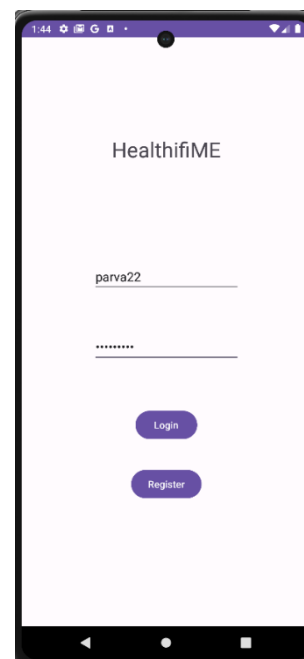 1:44
HealthifiME
parva22
•••••••••
Login
Register